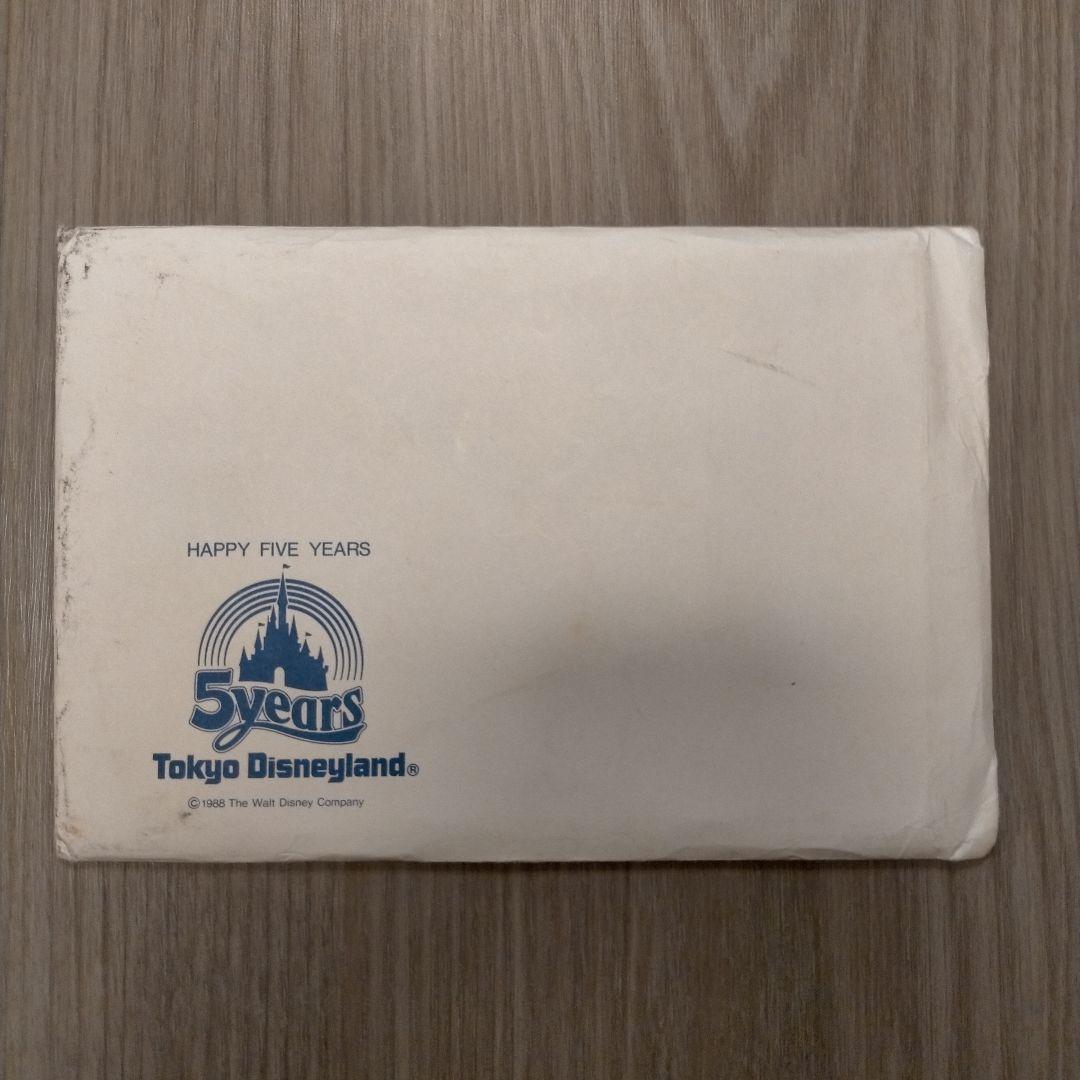 HAPPY FIVE YEARS
5years
Tokyo Disneyland®
©1988 The Walt Disney Company